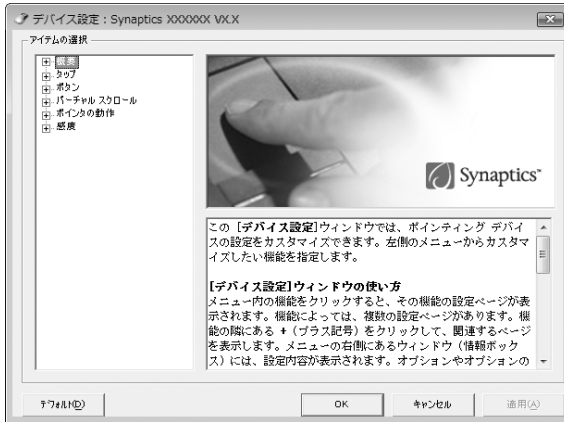 デバイス設定：Synaptics XXXXXX VX.X
アイテムの選択
概要
タップ
ボタン
バーチャル スクロール
ポインタの動作
感度
Synaptics™
この [デバイス設定]ウィンドウでは、ポインティング デバイ
スの設定をカスタマイズできます。左側のメニューからカスタマ
イズしたい機能を指定します。
[デバイス設定]ウィンドウの使い方
メニュー内の機能をクリックすると、その機能の設定ページが表
示されます。機能によっては、複数の設定ページがあります。機
能の隣にある + (プラス記号) をクリックして、関連するページ
を表示します。メニューの右側にあるウィンドウ (情報ボック
ス) には、設定内容が表示されます。オプションやオプションの
デフォルト(D)
OK
キャンセル
適用(A)